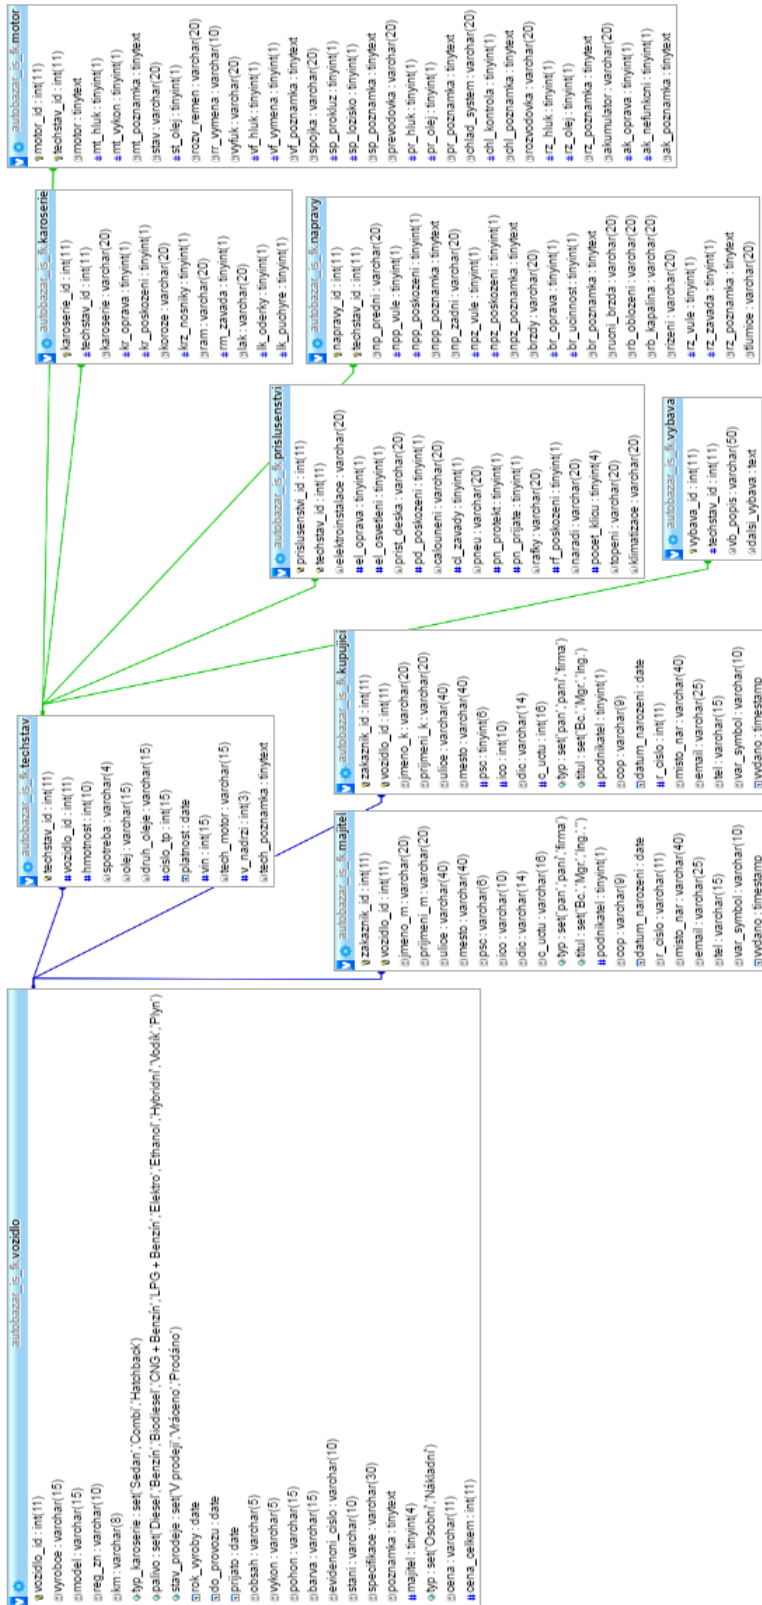 autobazar_is_fk vozidlo
vozidlo_id : int(11)
vyrobce : varchar(15)
model : varchar(15)
reg_zn : varchar(10)
km : varchar(8)
typ_karoserie : set('Sedan','Combi','Hatchback')
palivo : set('Diesel','Benzín','Biodiesel','CNG + Benzín','LPG + Benzín','Elektro','Ethanol','Hybridní','Vodík','Plyn')
stav_prodeje : set('V prodeji','Vráceno','Prodáno')
rok_vyroby : date
do_provozu : date
prijato : date
obsah : varchar(5)
vykon : varchar(5)
pohon : varchar(15)
barva : varchar(15)
evidencni_cislo : varchar(10)
stani : varchar(10)
specifikace : varchar(30)
poznamka : tinytext
majitel : tinyint(4)
typ : set('Osobní','Nákladní')
cena : varchar(11)
cena_celkem : int(11)
autobazar_is_fk techstav
techstav_id : int(11)
vozidlo_id : int(11)
hmotnost : int(10)
spotreba : varchar(4)
olej : varchar(15)
druh_oleje : varchar(15)
cislo_tp : int(15)
platnost : date
vin : int(15)
tech_motor : varchar(15)
v_nadrzi : int(3)
tech_poznamka : tinytext
autobazar_is_fk majitel
zakaznik_id : int(11)
vozidlo_id : int(11)
jmeno_m : varchar(20)
prijmeni_m : varchar(20)
ulice : varchar(40)
mesto : varchar(40)
psc : varchar(6)
ico : varchar(10)
dic : varchar(14)
c_uctu : varchar(16)
typ : set('pan','paní','firma')
titul : set('Bc.','Mgr.','Ing.','')
podnikatel : tinyint(1)
cop : varchar(9)
datum_narozeni : date
r_cislo : varchar(11)
misto_nar : varchar(40)
email : varchar(25)
tel : varchar(15)
var_symbol : varchar(10)
vydano : timestamp
autobazar_is_fk kupujici
zakaznik_id : int(11)
vozidlo_id : int(11)
jmeno_k : varchar(20)
prijmeni_k : varchar(20)
ulice : varchar(40)
mesto : varchar(40)
psc : tinyint(6)
ico : int(10)
dic : varchar(14)
c_uctu : int(16)
typ : set('pan','paní','firma')
titul : set('Bc.','Mgr.','Ing.')
podnikatel : tinyint(1)
cop : varchar(9)
datum_narozeni : date
r_cislo : int(11)
misto_nar : varchar(40)
email : varchar(25)
tel : varchar(15)
var_symbol : varchar(10)
vydano : timestamp
autobazar_is_fk prislusenstvi
prislusenstvi_id : int(11)
techstav_id : int(11)
elektroinstalace : varchar(20)
el_oprava : tinyint(1)
el_osvetleni : tinyint(1)
prist_deska : varchar(20)
pd_poskozeni : tinyint(1)
calouneni : varchar(20)
cl_zavady : tinyint(1)
pneu : varchar(20)
pn_protekt : tinyint(1)
pn_prijate : tinyint(1)
rafky : varchar(20)
rf_poskozeni : tinyint(1)
naradi : varchar(20)
pocet_klicu : tinyint(4)
topeni : varchar(20)
klimatizace : varchar(20)
autobazar_is_fk vybava
vybava_id : int(11)
techstav_id : int(11)
vb_popis : varchar(50)
dalsi_vybava : text
autobazar_is_fk karoserie
karoserie_id : int(11)
techstav_id : int(11)
karoserie : varchar(20)
kr_oprava : tinyint(1)
kr_poskozeni : tinyint(1)
koroze : varchar(20)
krz_nosniky : tinyint(1)
ram : varchar(20)
rm_zavada : tinyint(1)
lak : varchar(20)
lk_oderky : tinyint(1)
lk_puchyre : tinyint(1)
autobazar_is_fk napravy
napravy_id : int(11)
techstav_id : int(11)
np_predni : varchar(20)
npp_vule : tinyint(1)
npp_poskozeni : tinyint(1)
npp_poznamka : tinytext
np_zadni : varchar(20)
npz_vule : tinyint(1)
npz_poskozeni : tinyint(1)
npz_poznamka : tinytext
brzdy : varchar(20)
br_oprava : tinyint(1)
br_ucinnost : tinyint(1)
br_poznamka : tinytext
rucni_brzda : varchar(20)
rb_oblozeni : varchar(20)
rb_kapalina : varchar(20)
rizeni : varchar(20)
rz_vule : tinyint(1)
rz_zavada : tinyint(1)
rz_poznamka : tinytext
tlumice : varchar(20)
autobazar_is_fk motor
motor_id : int(11)
techstav_id : int(11)
motor : tinytext
mt_hluk : tinyint(1)
mt_vykon : tinyint(1)
mt_poznamka : tinytext
stav : varchar(20)
st_olej : tinyint(1)
rozv_remen : varchar(20)
rr_vymena : varchar(10)
vyfuk : varchar(20)
vf_hluk : tinyint(1)
vf_vymena : tinyint(1)
vf_poznamka : tinytext
spojka : varchar(20)
sp_prokluz : tinyint(1)
sp_lozisko : tinyint(1)
sp_poznamka : tinytext
prevodovka : varchar(20)
pr_hluk : tinyint(1)
pr_olej : tinyint(1)
pr_poznamka : tinytext
chlad_system : varchar(20)
chl_kontrola : tinyint(1)
chl_poznamka : tinytext
rozvodovka : varchar(20)
rz_hluk : tinyint(1)
rz_olej : tinyint(1)
rz_poznamka : tinytext
akumulator : varchar(20)
ak_oprava : tinyint(1)
ak_nefunkcni : tinyint(1)
ak_poznamka : tinytext